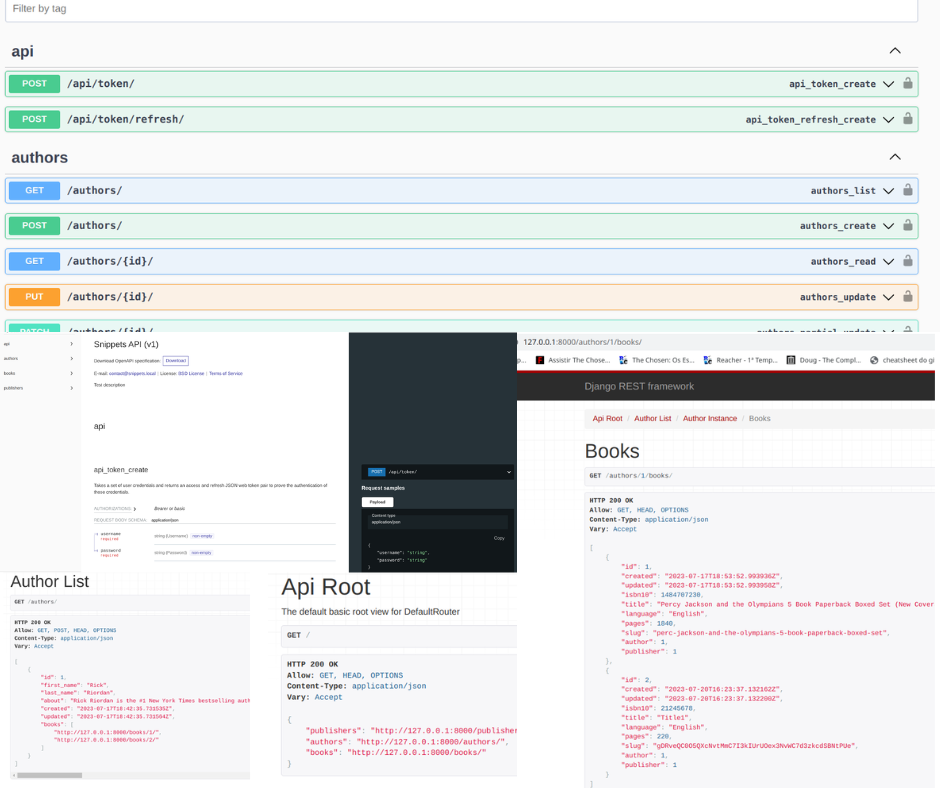 Filter by tag
api
POST /api/token/ api_token_create
POST /api/token/refresh/ api_token_refresh_create
authors
GET /authors/ authors_list
POST /authors/ authors_create
GET /authors/{id}/ authors_read
PUT /authors/{id}/ authors_update
PATCH /authors/{id}/ authors_partial_update
api
authors
books
publishers
Snippets API (v1)
Download OpenAPI specification: Download
E-mail: contact@snippets.local | License: BSD License | Terms of Service
Test description
api
api_token_create
Takes a set of user credentials and returns an access and refresh JSON web token pair to prove the authentication of
those credentials.
AUTHORIZATIONS: Bearer or basic
REQUEST BODY SCHEMA: application/json
username
required
string (Username) non-empty
password
required
string (Password) non-empty
POST /api/token/
Request samples
Payload
Content type
application/json
Copy
{
"username": "string",
"password": "string"
}
127.0.0.1:8000/authors/1/books/
p... Assistir The Chose... The Chosen: Os Es... Reacher - 1ª Temp... Doug - The Compl... cheatsheet do gi
Django REST framework
Api Root / Author List / Author Instance / Books
Books
GET /authors/1/books/
HTTP 200 OK
Allow: GET, HEAD, OPTIONS
Content-Type: application/json
Vary: Accept
[
{
"id": 1,
"created": "2023-07-17T18:53:52.993936Z",
"updated": "2023-07-17T18:53:52.993958Z",
"isbn10": 1484707230,
"title": "Percy Jackson and the Olympians 5 Book Paperback Boxed Set (New Cover
"language": "English",
"pages": 1840,
"slug": "perc-jackson-and-the-olympians-5-book-paperback-boxed-set",
"author": 1,
"publisher": 1
},
{
"id": 2,
"created": "2023-07-20T16:23:37.132162Z",
"updated": "2023-07-20T16:23:37.132200Z",
"isbn10": 21245678,
"title": "Title1",
"language": "English",
"pages": 220,
"author": 1,
"publisher": 1
}
]
Author List
GET /authors/
HTTP 200 OK
Allow: GET, POST, HEAD, OPTIONS
Content-Type: application/json
Vary: Accept
[
{
"id": 1,
"first_name": "Rick",
"last_name": "Riordan",
"about": "Rick Riordan is the #1 New York Times bestselling auth
"created": "2023-07-17T18:42:35.731535Z",
"updated": "2023-07-17T18:42:35.731564Z",
"books": [
"http://127.0.0.1:8000/books/1/",
"http://127.0.0.1:8000/books/2/"
]
}
]
Api Root
The default basic root view for DefaultRouter
GET /
HTTP 200 OK
Allow: GET, HEAD, OPTIONS
Content-Type: application/json
Vary: Accept
{
"publishers": "http://127.0.0.1:8000/publisher
"authors": "http://127.0.0.1:8000/authors/",
"books": "http://127.0.0.1:8000/books/"
}